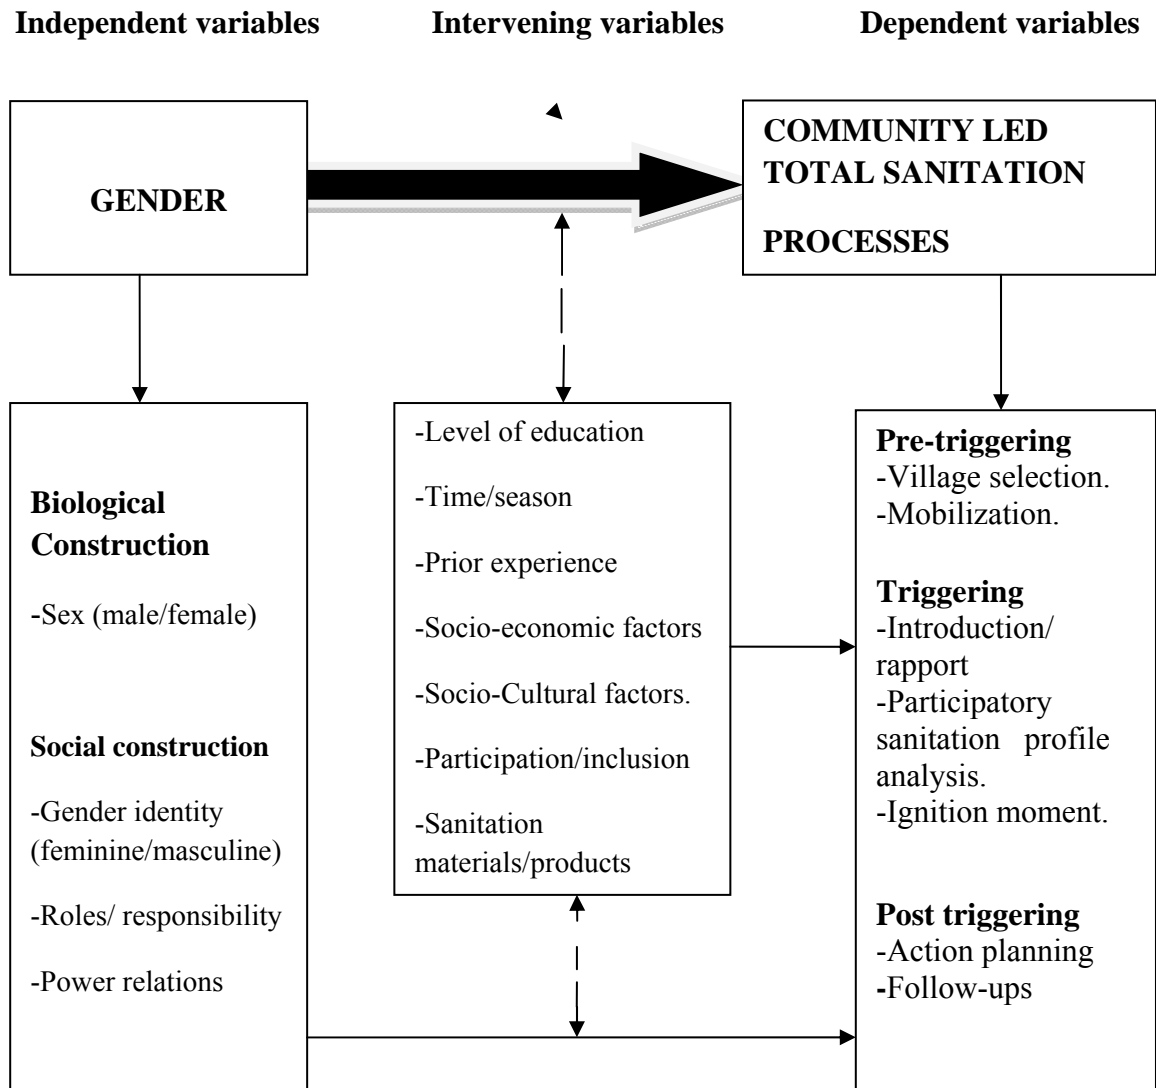 Independent variables
Intervening variables
Dependent variables
GENDER
COMMUNITY LED
TOTAL SANITATION
PROCESSES
Biological
Construction
-Sex (male/female)
Social construction
-Gender identity
(feminine/masculine)
-Roles/ responsibility
-Power relations
-Level of education
-Time/season
-Prior experience
-Socio-economic factors
-Socio-Cultural factors.
-Participation/inclusion
-Sanitation
materials/products
Pre-triggering
-Village selection.
-Mobilization.
Triggering
-Introduction/
rapport
-Participatory
sanitation profile
analysis.
-Ignition moment.
Post triggering
-Action planning
-Follow-ups